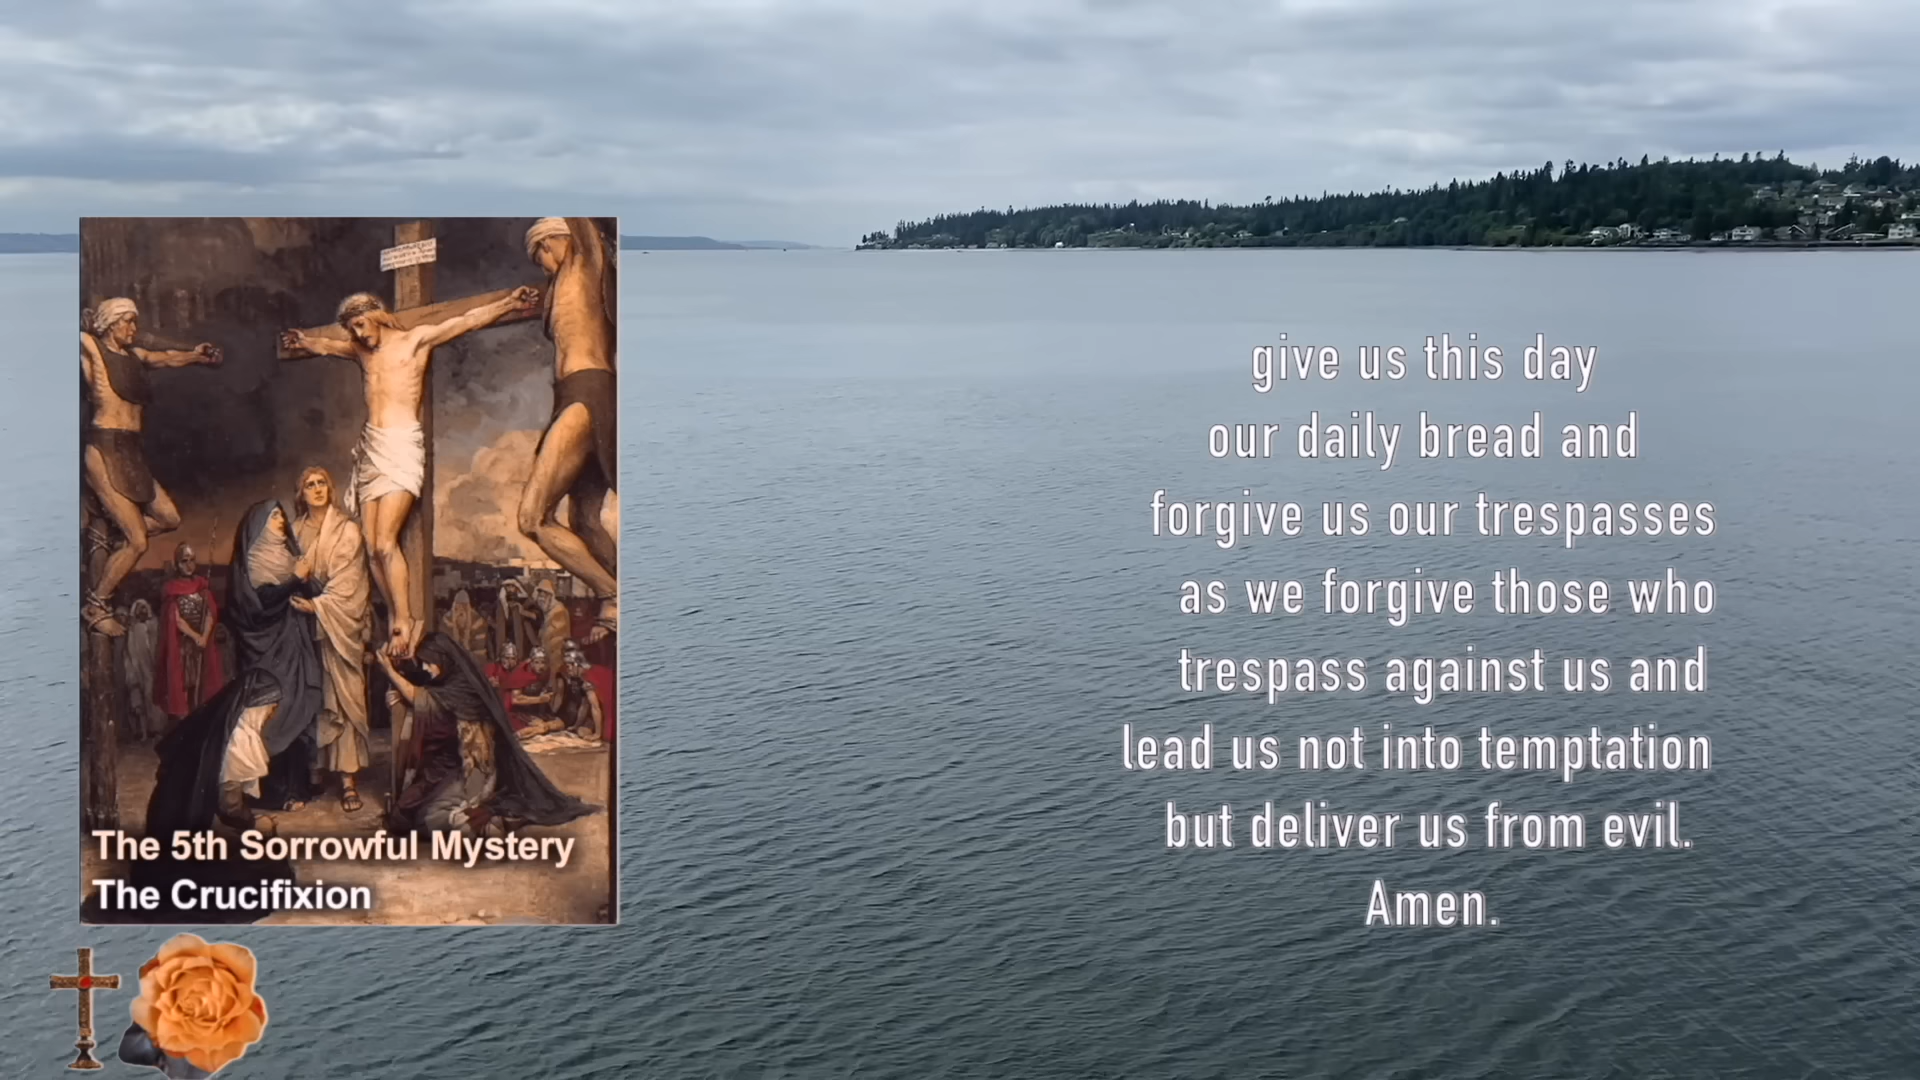 The 5th Sorrowful Mystery
The Crucifixion
give us this day
our daily bread and
forgive us our trespasses
as we forgive those who
trespass against us and
lead us not into temptation
but deliver us from evil.
Amen.